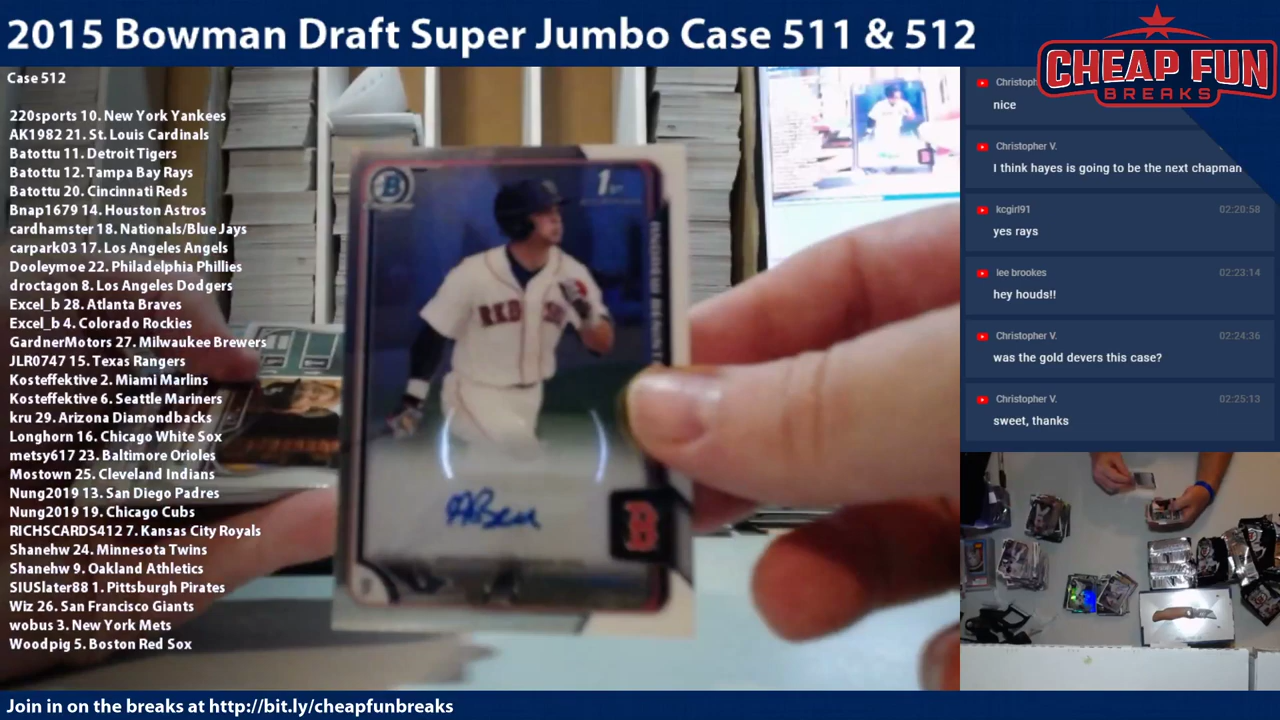 2015 Bowman Draft Super Jumbo Case 511 & 512
CHEAP FUN
BREAKS
Case 512
220sports 10. New York Yankees
AK1982 21. St. Louis Cardinals
Batottu 11. Detroit Tigers
Batottu 12. Tampa Bay Rays
Batottu 20. Cincinnati Reds
Bnap1679 14. Houston Astros
cardhamster 18. Nationals/Blue Jays
carpark03 17. Los Angeles Angels
Dooleymoe 22. Philadelphia Phillies
droctagon 8. Los Angeles Dodgers
Excel_b 28. Atlanta Braves
Excel_b 4. Colorado Rockies
GardnerMotors 27. Milwaukee Brewers
JLR0747 15. Texas Rangers
Kosteffektive 2. Miami Marlins
Kosteffektive 6. Seattle Mariners
kru 29. Arizona Diamondbacks
Longhorn 16. Chicago White Sox
metsy617 23. Baltimore Orioles
Mostown 25. Cleveland Indians
Nung2019 13. San Diego Padres
Nung2019 19. Chicago Cubs
RICHSCARDS412 7. Kansas City Royals
Shanehw 24. Minnesota Twins
Shanehw 9. Oakland Athletics
SIUSlater88 1. Pittsburgh Pirates
Wiz 26. San Francisco Giants
wobus 3. New York Mets
Woodpig 5. Boston Red Sox
B
1st
B
Christoph
nice
Christopher V.
I think hayes is going to be the next chapman
kcgirl91 02:20:58
yes rays
lee brookes 02:23:14
hey houds!!
Christopher V. 02:24:36
was the gold devers this case?
Christopher V. 02:25:13
sweet, thanks
Join in on the breaks at http://bit.ly/cheapfunbreaks